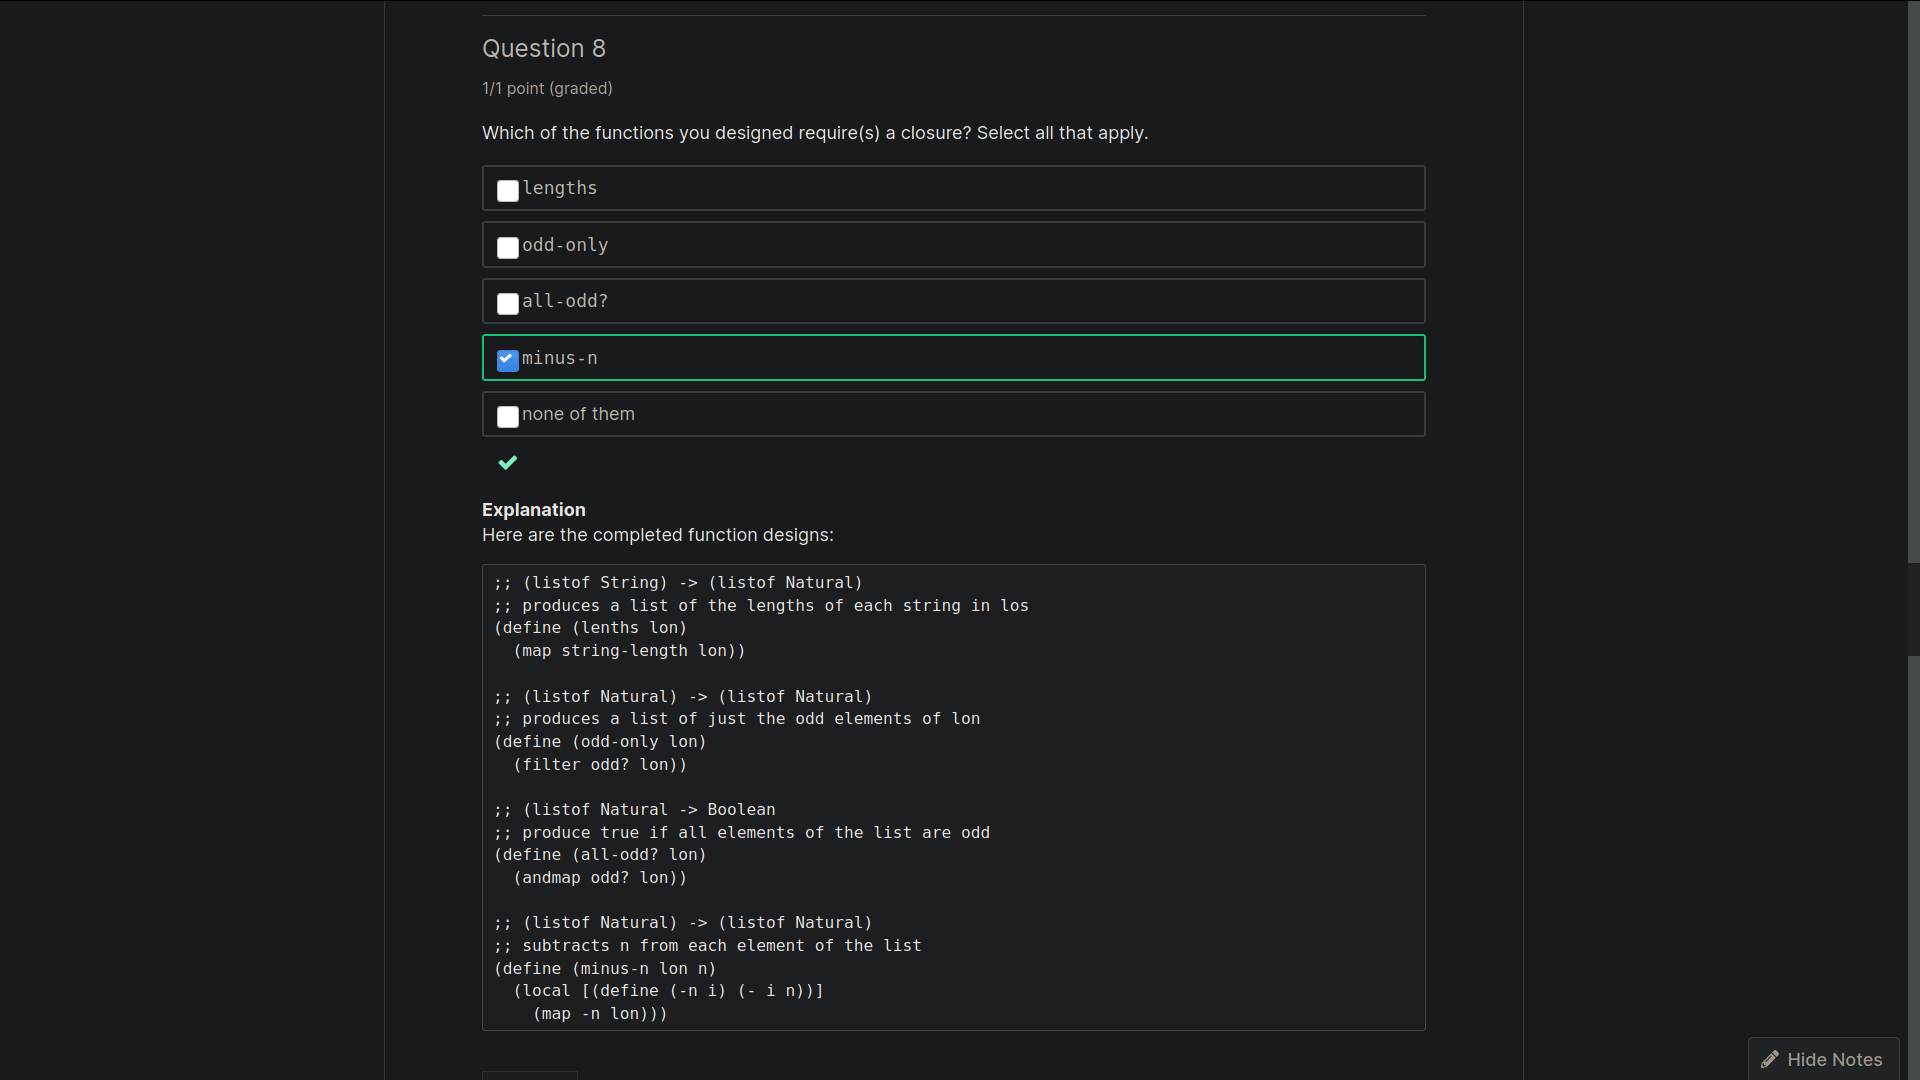 Question 8
1/1 point (graded)
Which of the functions you designed require(s) a closure? Select all that apply.
lengths
odd-only
all-odd?
minus-n
none of them
Explanation
Here are the completed function designs:
;; (listof String) -> (listof Natural)
;; produces a list of the lengths of each string in los
(define (lenths lon)
  (map string-length lon))

;; (listof Natural) -> (listof Natural)
;; produces a list of just the odd elements of lon
(define (odd-only lon)
  (filter odd? lon))

;; (listof Natural -> Boolean
;; produce true if all elements of the list are odd
(define (all-odd? lon)
  (andmap odd? lon))

;; (listof Natural) -> (listof Natural)
;; subtracts n from each element of the list
(define (minus-n lon n)
  (local [(define (-n i) (- i n))]
    (map -n lon)))
Hide Notes